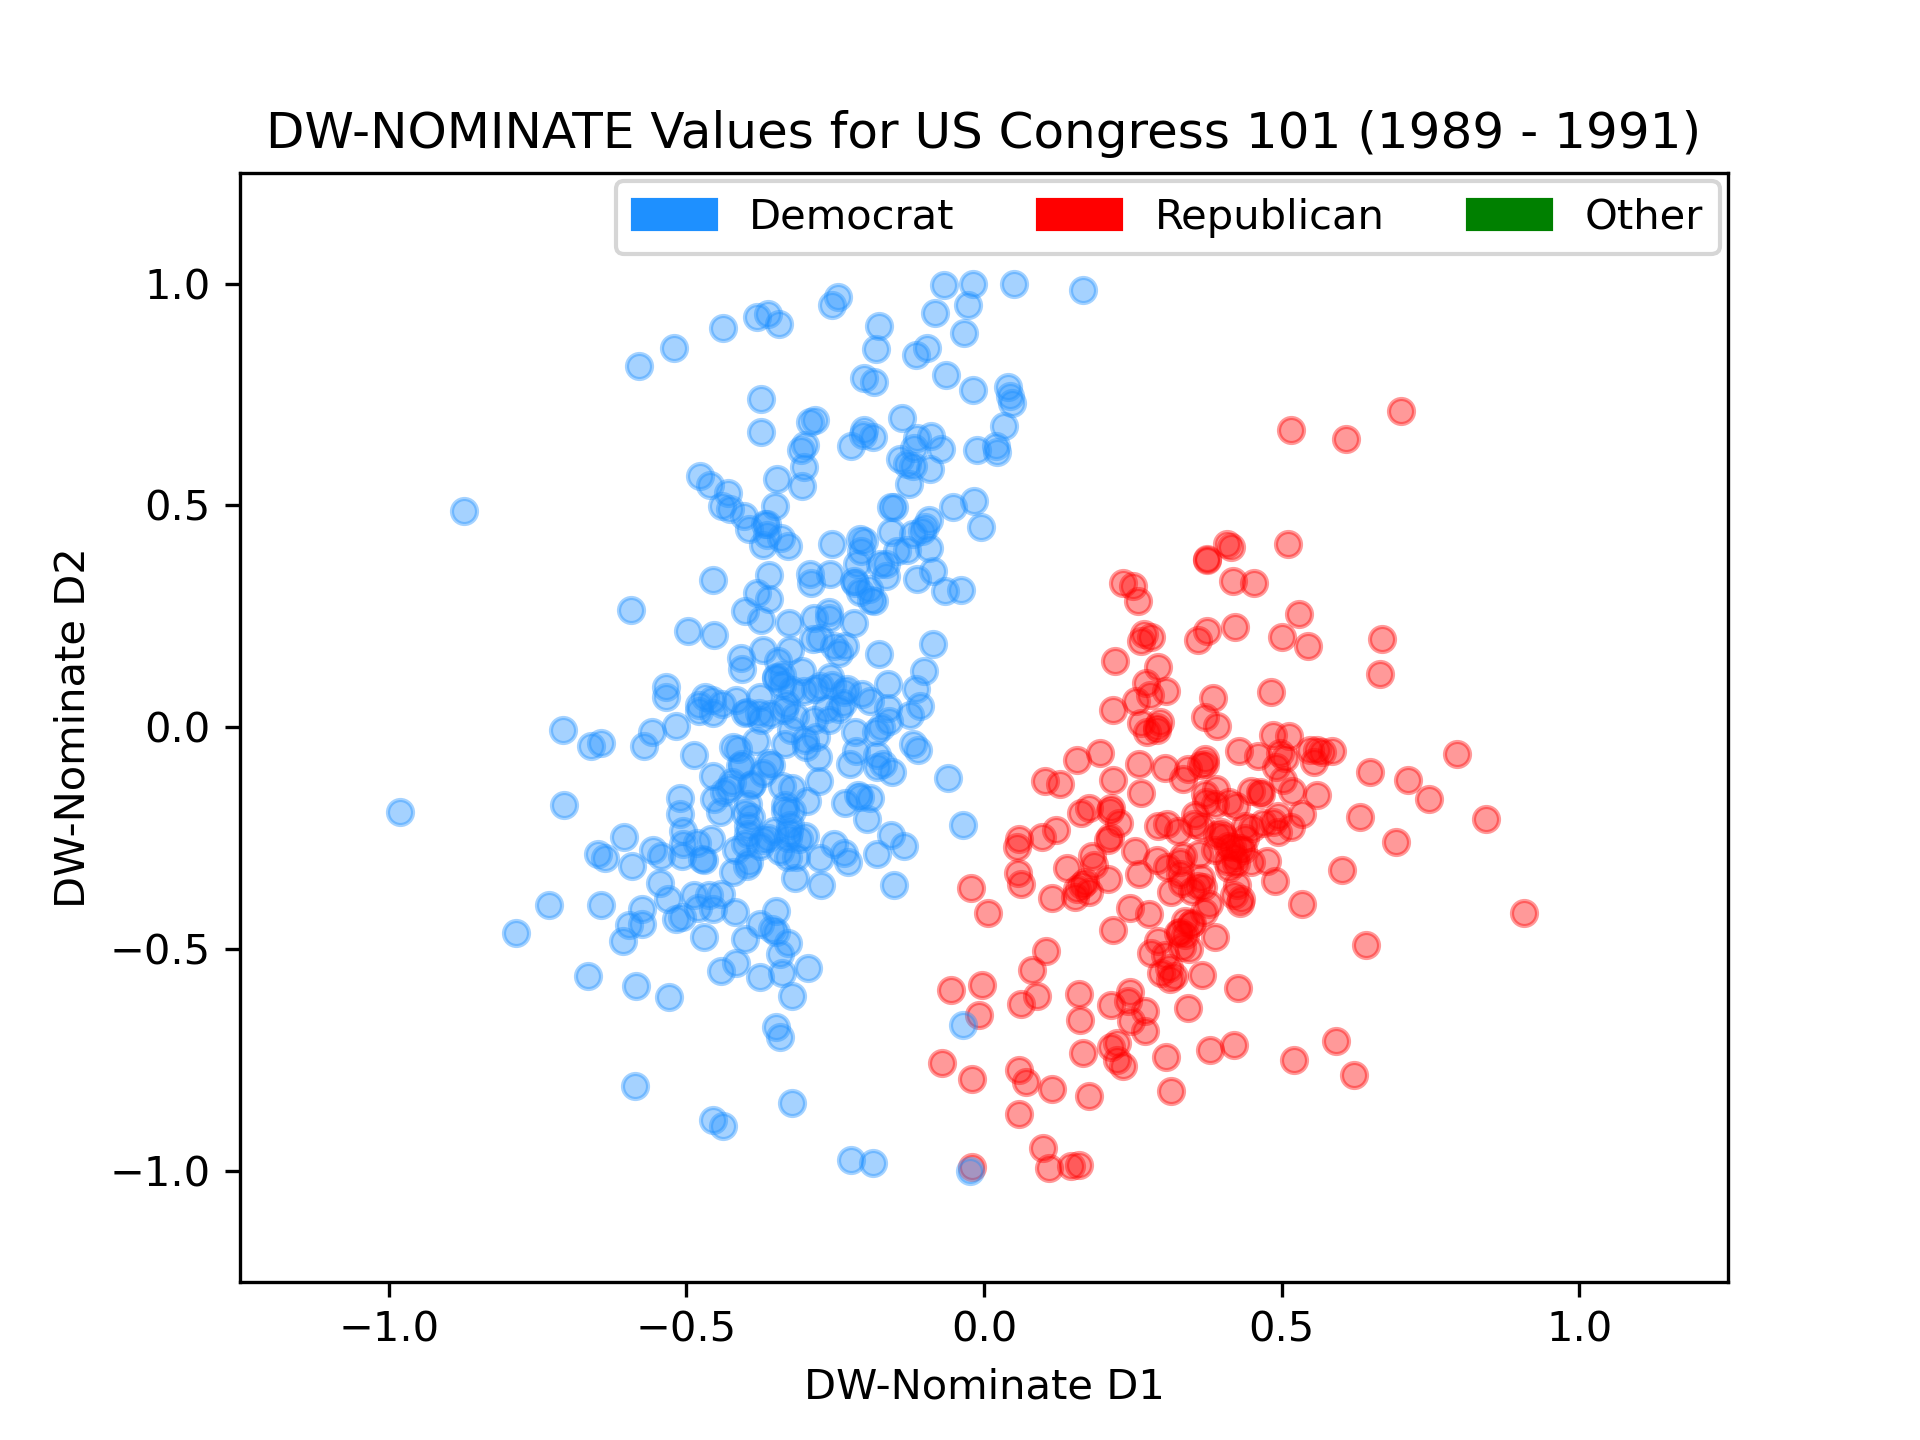 DW-NOMINATE Values for US Congress 101 (1989 - 1991)
Democrat Republican Other
1.0
0.5
0.0
−0.5
−1.0
DW-Nominate D2
−1.0 −0.5 0.0 0.5 1.0
DW-Nominate D1